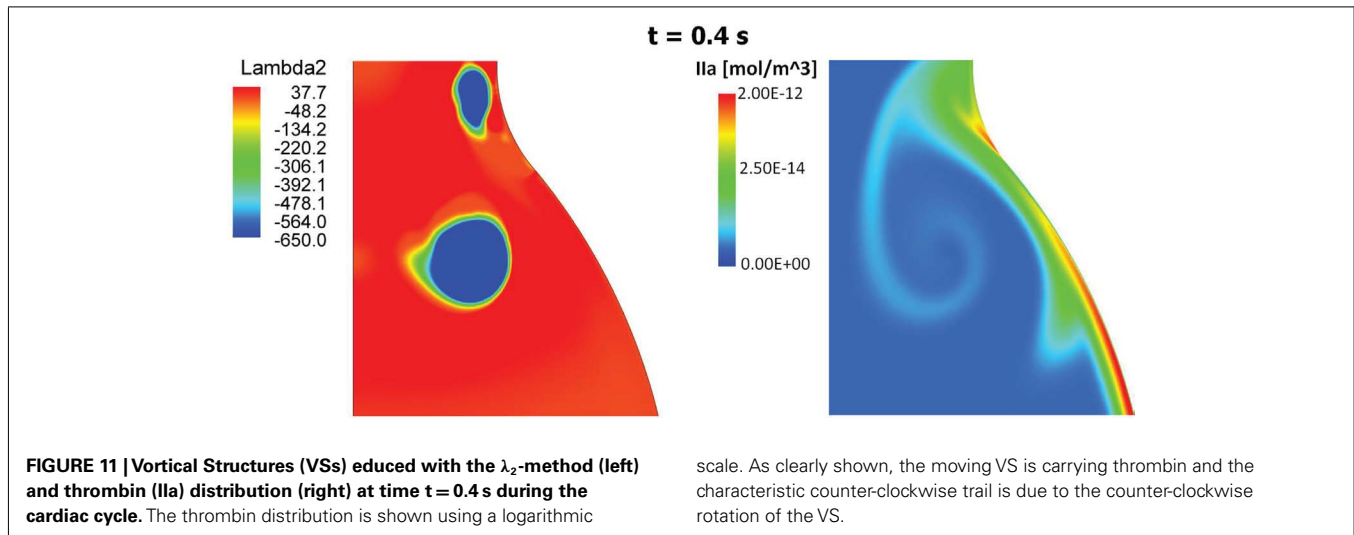 t = 0.4 s
Lambda2
37.7
-48.2
-134.2
-220.2
-306.1
-392.1
-478.1
-564.0
-650.0
IIa [mol/m^3]
2.00E-12
2.50E-14
0.00E+00
FIGURE 11 | Vortical Structures (VSs) educed with the λ₂-method (left)
and thrombin (IIa) distribution (right) at time t = 0.4 s during the
cardiac cycle. The thrombin distribution is shown using a logarithmic
scale. As clearly shown, the moving VS is carrying thrombin and the
characteristic counter-clockwise trail is due to the counter-clockwise
rotation of the VS.